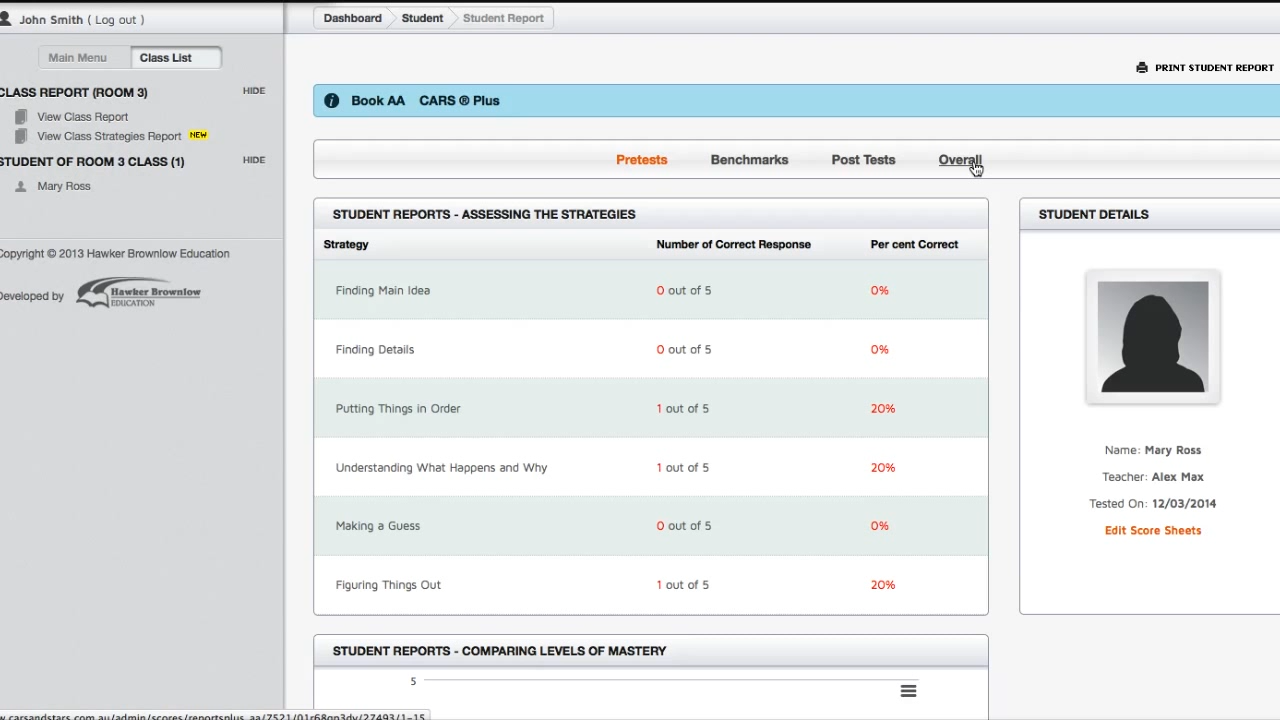 John Smith ( Log out )
Dashboard Student Student Report
Main Menu Class List
PRINT STUDENT REPORT
CLASS REPORT (ROOM 3) HIDE
Book AA CARS ® Plus
View Class Report
View Class Strategies Report NEW
STUDENT OF ROOM 3 CLASS (1) HIDE
Mary Ross
Pretests Benchmarks Post Tests Overall
Copyright © 2013 Hawker Brownlow Education
Developed by Hawker Brownlow
EDUCATION
STUDENT REPORTS - ASSESSING THE STRATEGIES
Strategy Number of Correct Response Per cent Correct
Finding Main Idea 0 out of 5 0%
Finding Details 0 out of 5 0%
Putting Things in Order 1 out of 5 20%
Understanding What Happens and Why 1 out of 5 20%
Making a Guess 0 out of 5 0%
Figuring Things Out 1 out of 5 20%
STUDENT DETAILS
Name: Mary Ross
Teacher: Alex Max
Tested On: 12/03/2014
Edit Score Sheets
STUDENT REPORTS - COMPARING LEVELS OF MASTERY
5